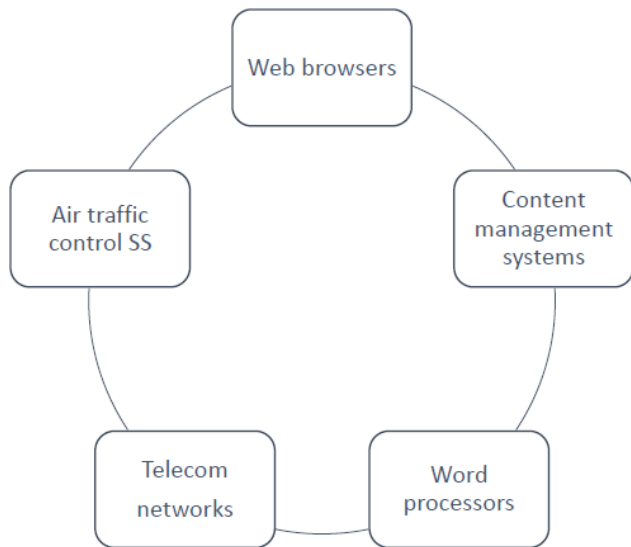 Web browsers
Content
management
systems
Word
processors
Telecom
networks
Air traffic
control SS